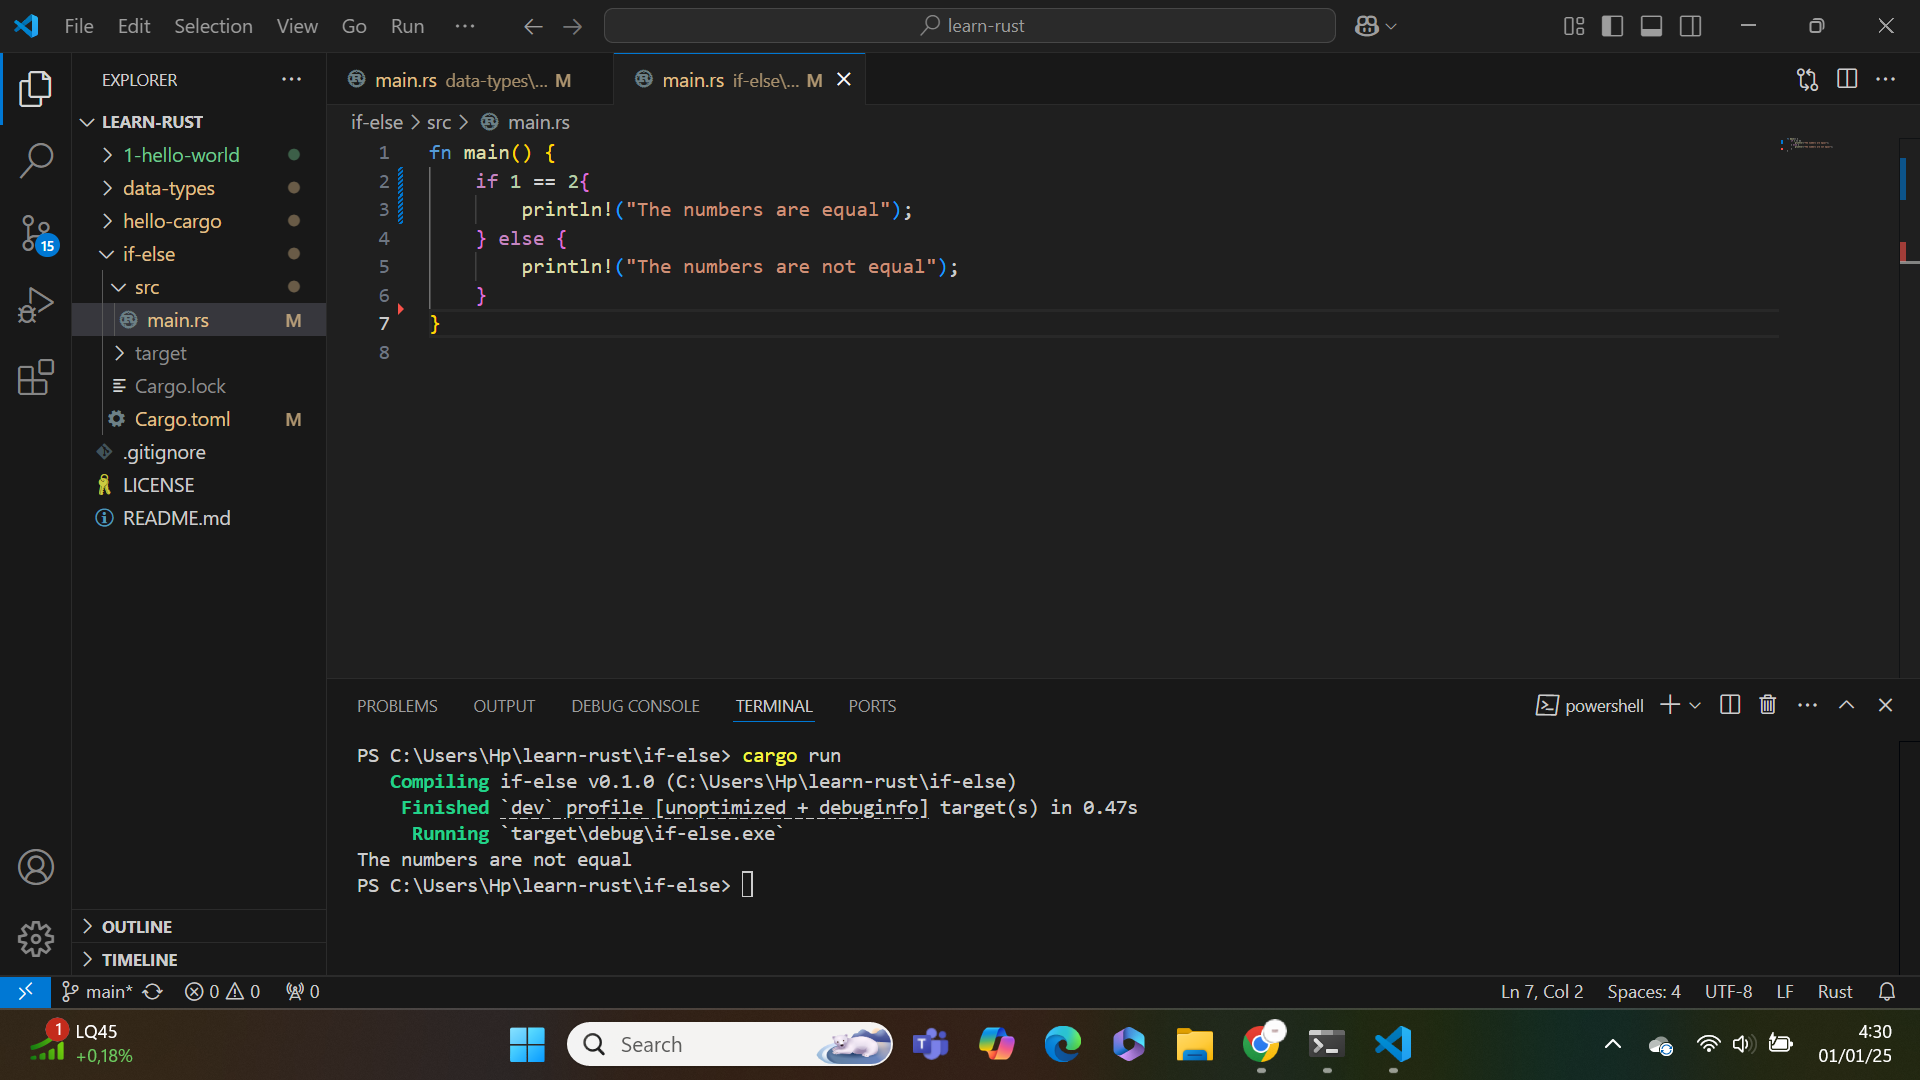 File Edit Selection View Go Run ··· learn-rust
EXPLORER ···
LEARN-RUST
1-hello-world
data-types
hello-cargo
if-else
src
main.rs M
target
Cargo.lock
Cargo.toml M
.gitignore
LICENSE
README.md
OUTLINE
TIMELINE
main.rs data-types\... M
main.rs if-else\... M
if-else > src > main.rs
1 fn main() {
2 if 1 == 2{
3 println!("The numbers are equal");
4 } else {
5 println!("The numbers are not equal");
6 }
7 }
8
15
PROBLEMS OUTPUT DEBUG CONSOLE TERMINAL PORTS
powershell
PS C:\Users\Hp\learn-rust\if-else> cargo run
Compiling if-else v0.1.0 (C:\Users\Hp\learn-rust\if-else)
Finished `dev` profile [unoptimized + debuginfo] target(s) in 0.47s
Running `target\debug\if-else.exe`
The numbers are not equal
PS C:\Users\Hp\learn-rust\if-else>
main* 0 0 0 Ln 7, Col 2 Spaces: 4 UTF-8 LF Rust
1 LQ45
+0,18%
Search
4:30
01/01/25